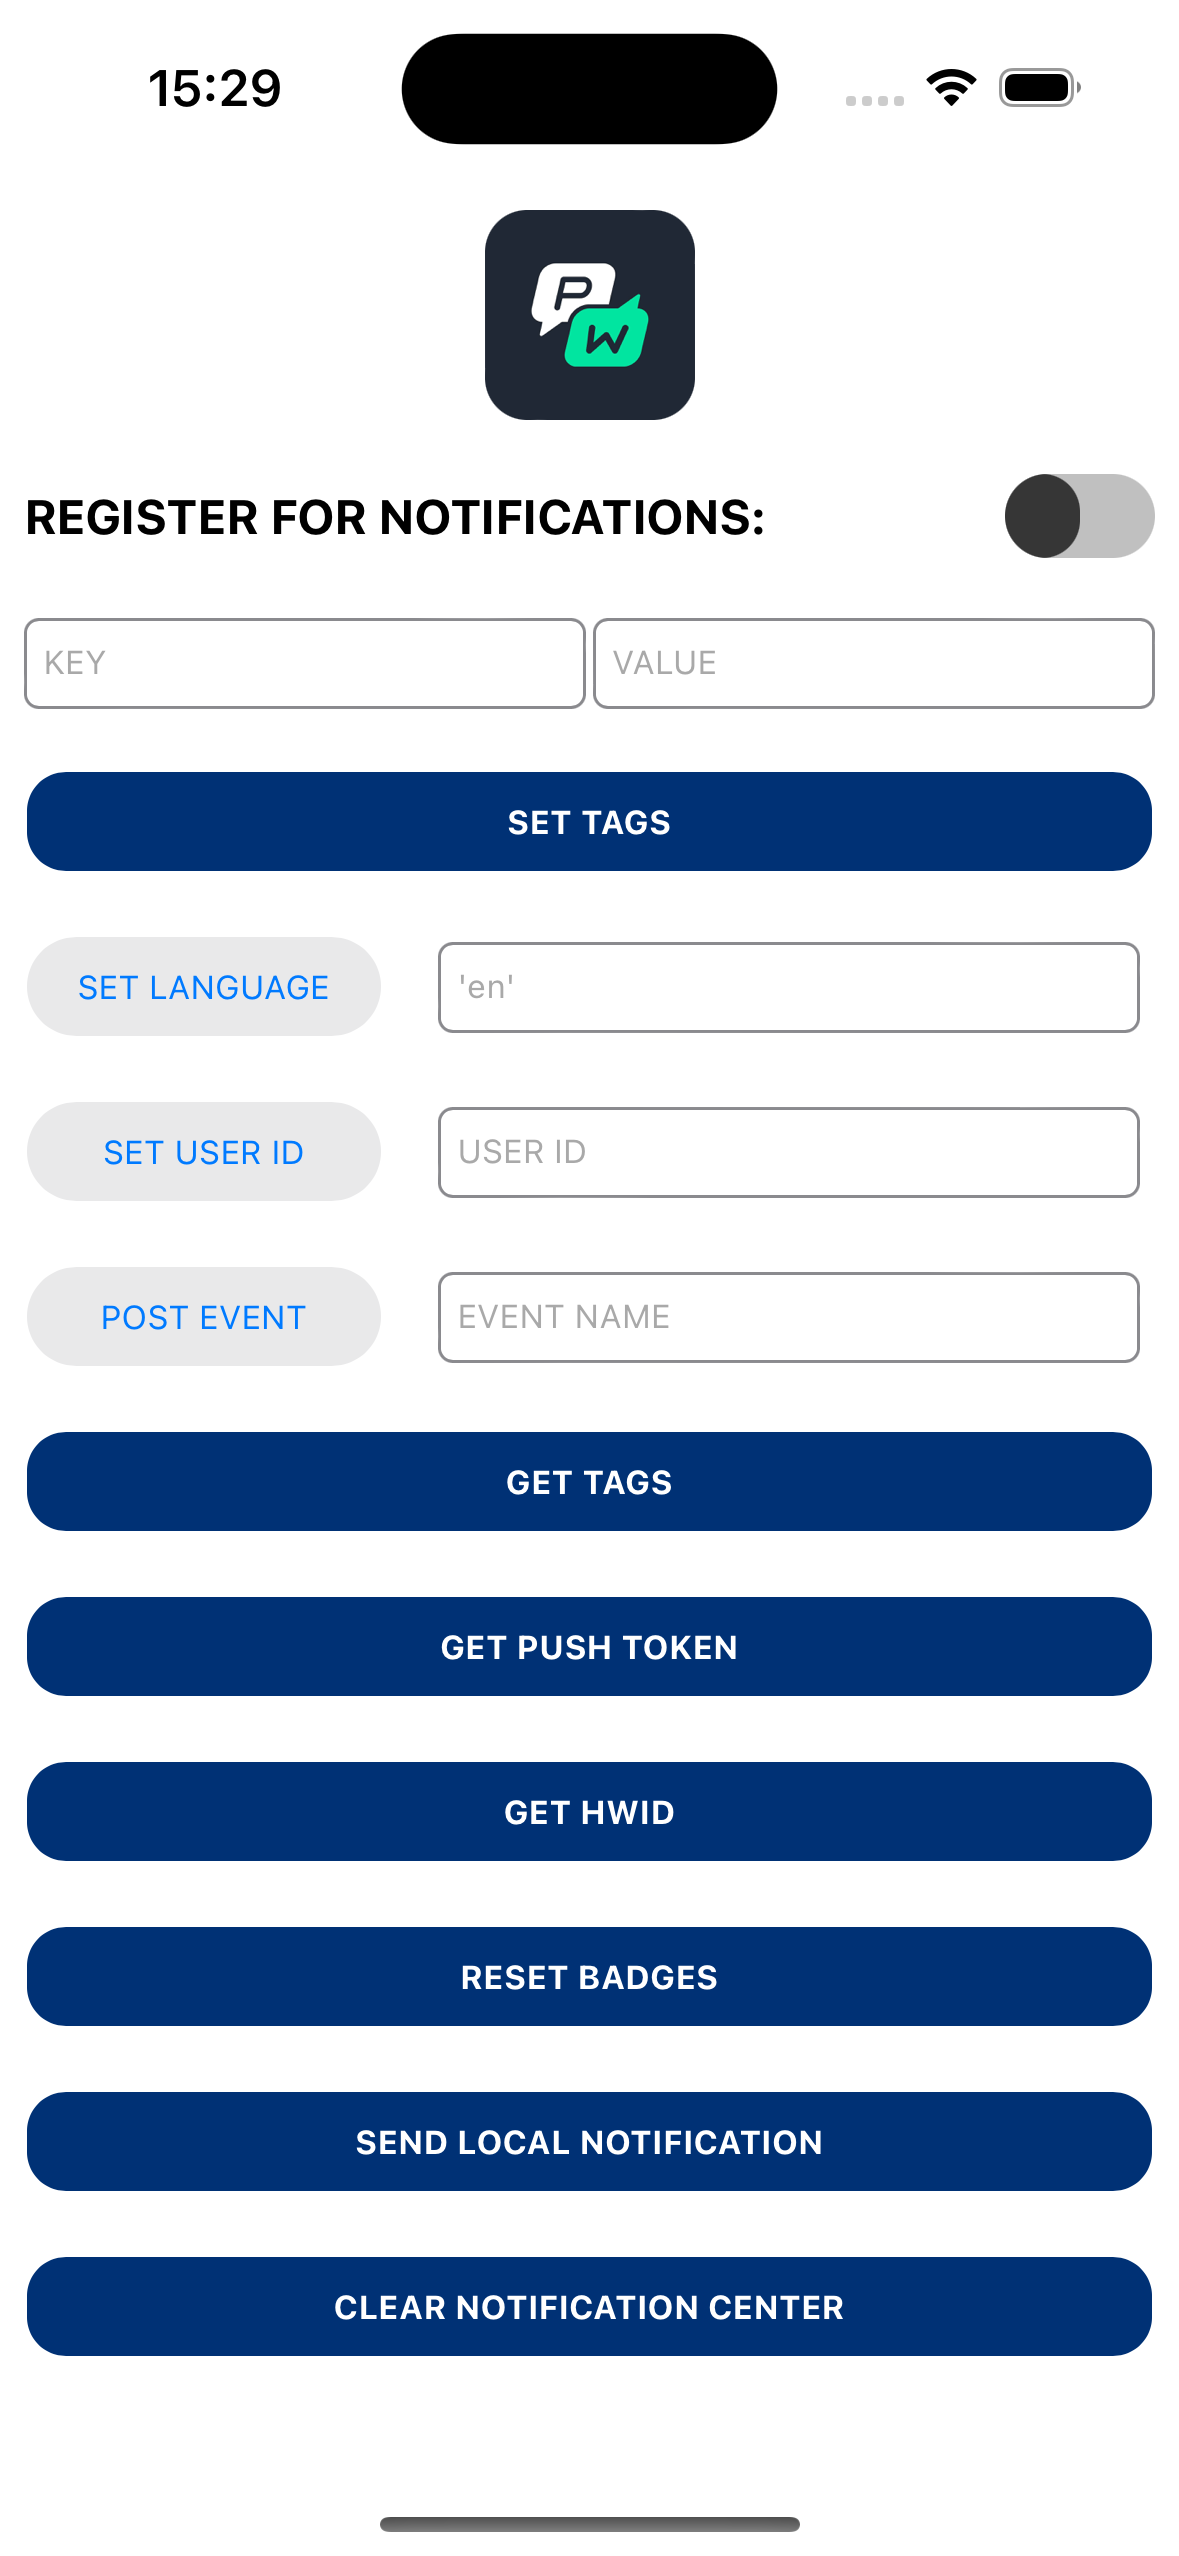 15:29
P
W
REGISTER FOR NOTIFICATIONS:
KEY VALUE
SET TAGS
SET LANGUAGE 'en'
SET USER ID USER ID
POST EVENT EVENT NAME
GET TAGS
GET PUSH TOKEN
GET HWID
RESET BADGES
SEND LOCAL NOTIFICATION
CLEAR NOTIFICATION CENTER